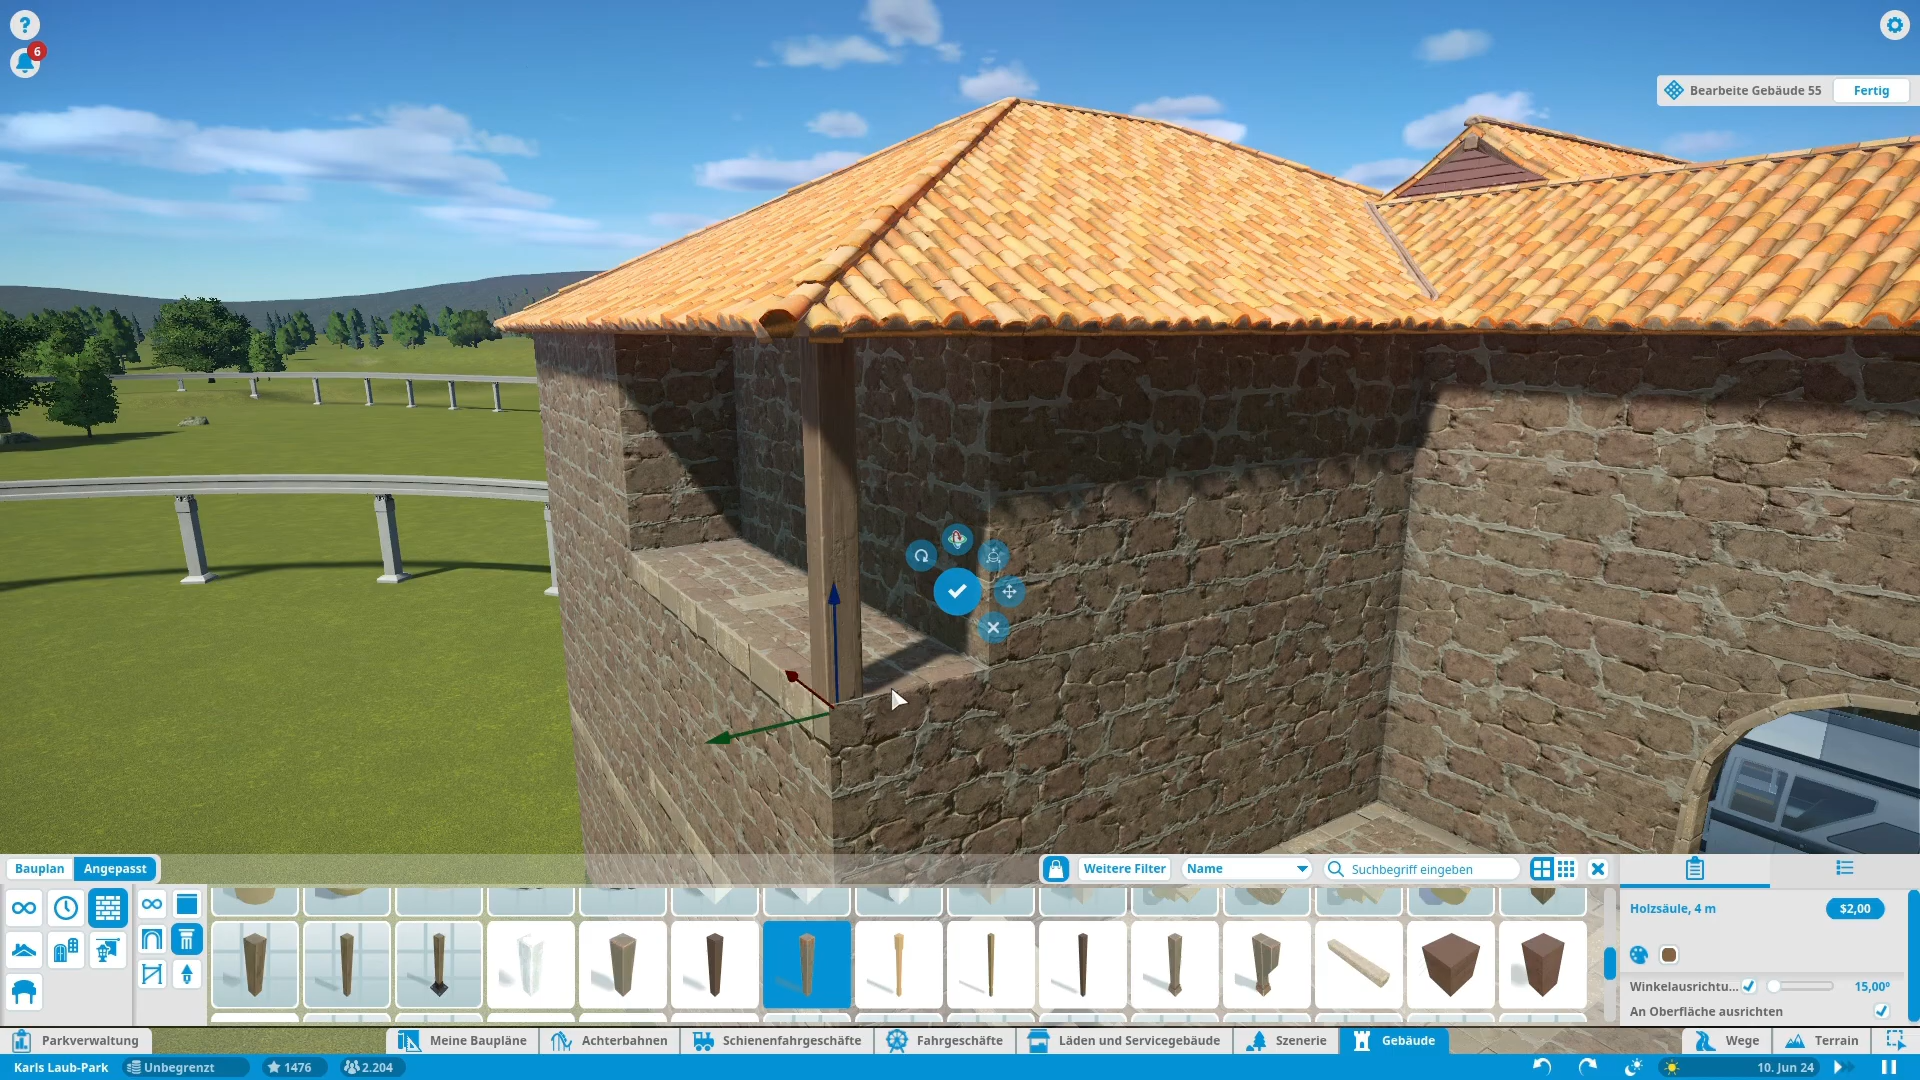 ?
6
Bearbeite Gebäude 55
Fertig
Bauplan
Angepasst
Weitere Filter
Name
Suchbegriff eingeben
Holzsäule, 4 m
$2,00
Winkelausrichtu...
15,00°
An Oberfläche ausrichten
Parkverwaltung
Meine Baupläne
Achterbahnen
Schienenfahrgeschäfte
Fahrgeschäfte
Läden und Servicegebäude
Szenerie
Gebäude
Wege
Terrain
Karls Laub-Park
Unbegrenzt
1476
2.204
10. Jun 24